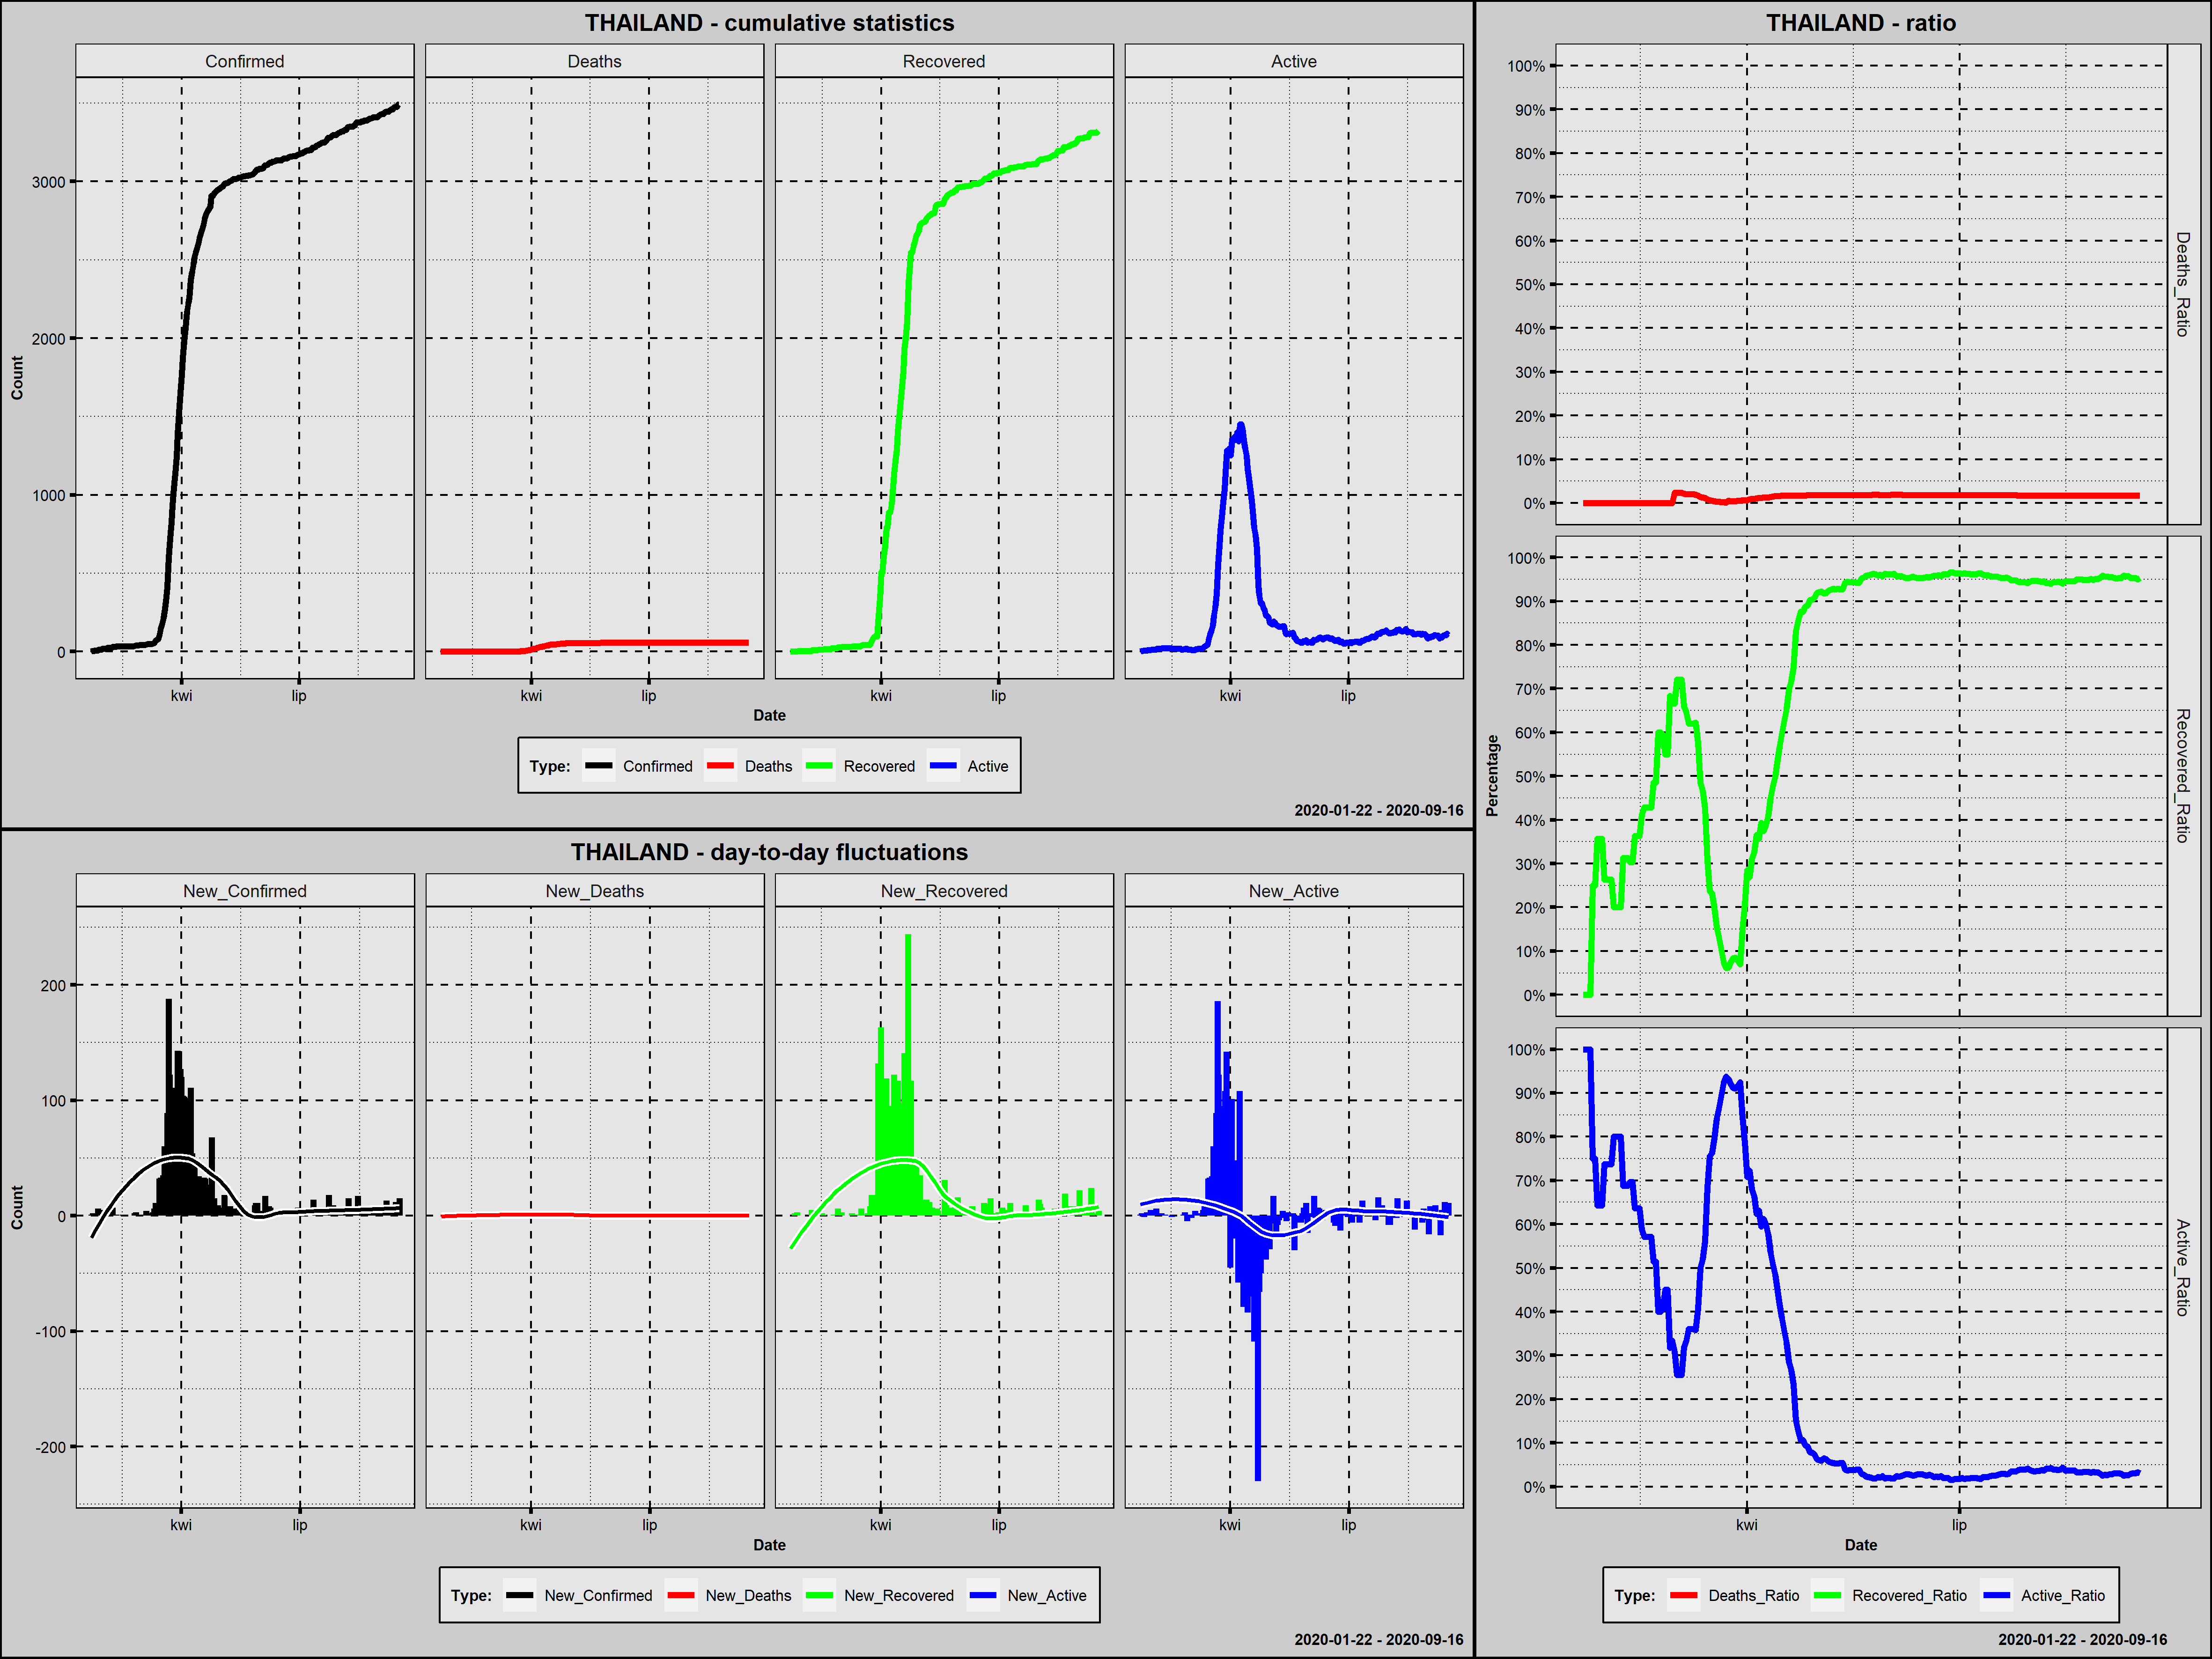 THAILAND - cumulative statistics
Confirmed Deaths Recovered Active
Count
3000
2000
1000
0
kwi lip kwi lip kwi lip kwi lip
Date
Type: Confirmed Deaths Recovered Active
2020-01-22 - 2020-09-16
THAILAND - day-to-day fluctuations
New_Confirmed New_Deaths New_Recovered New_Active
Count
200
100
0
-100
-200
kwi lip kwi lip kwi lip kwi lip
Date
Type: New_Confirmed New_Deaths New_Recovered New_Active
2020-01-22 - 2020-09-16
THAILAND - ratio
Percentage
100%
90%
80%
70%
60%
50%
40%
30%
20%
10%
0%
Deaths_Ratio
100%
90%
80%
70%
60%
50%
40%
30%
20%
10%
0%
Recovered_Ratio
100%
90%
80%
70%
60%
50%
40%
30%
20%
10%
0%
Active_Ratio
kwi lip
Date
Type: Deaths_Ratio Recovered_Ratio Active_Ratio
2020-01-22 - 2020-09-16